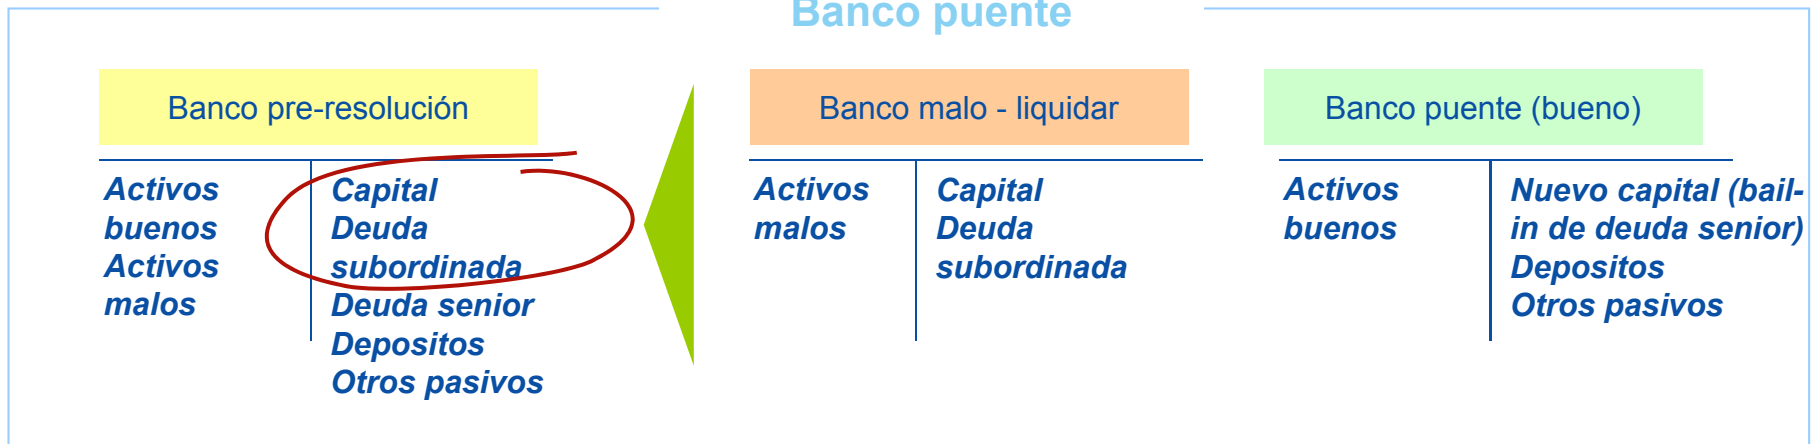 Banco puente
Banco pre-resolución
Activos
buenos
Activos
malos
Capital
Deuda
subordinada
Deuda senior
Depositos
Otros pasivos
Banco malo - liquidar
Activos
malos
Capital
Deuda
subordinada
Banco puente (bueno)
Activos
buenos
Nuevo capital (bail-
in de deuda senior)
Depositos
Otros pasivos